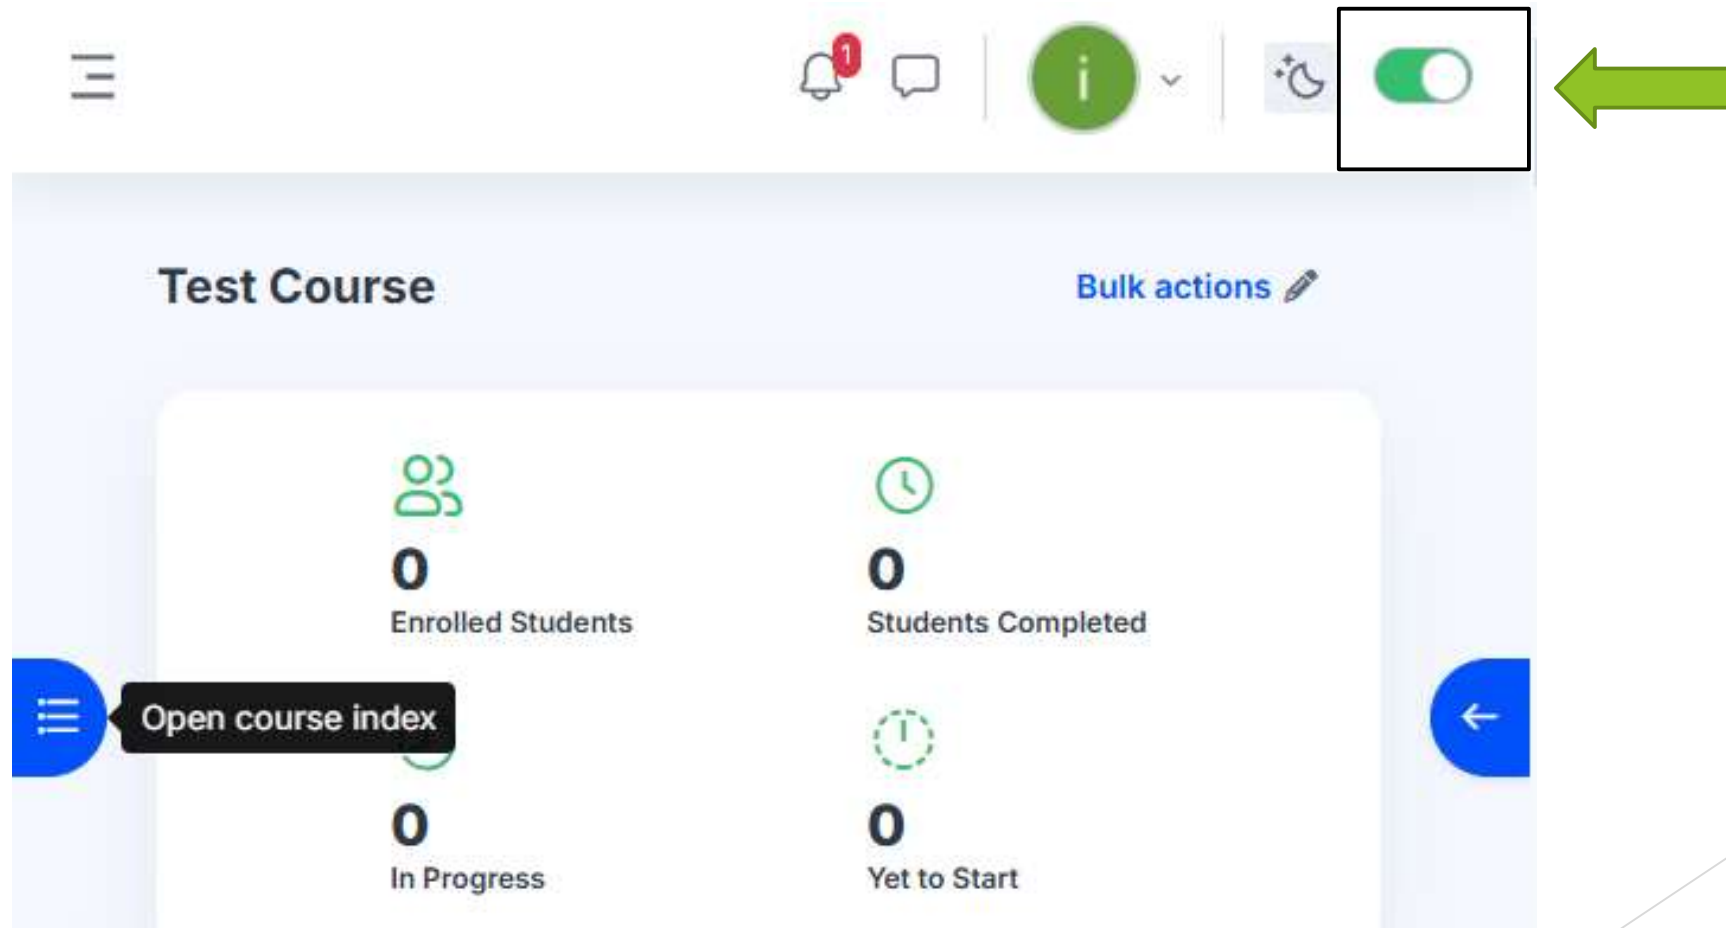 1
i
Test Course
Bulk actions
0
Enrolled Students
0
Students Completed
Open course index
0
In Progress
0
Yet to Start